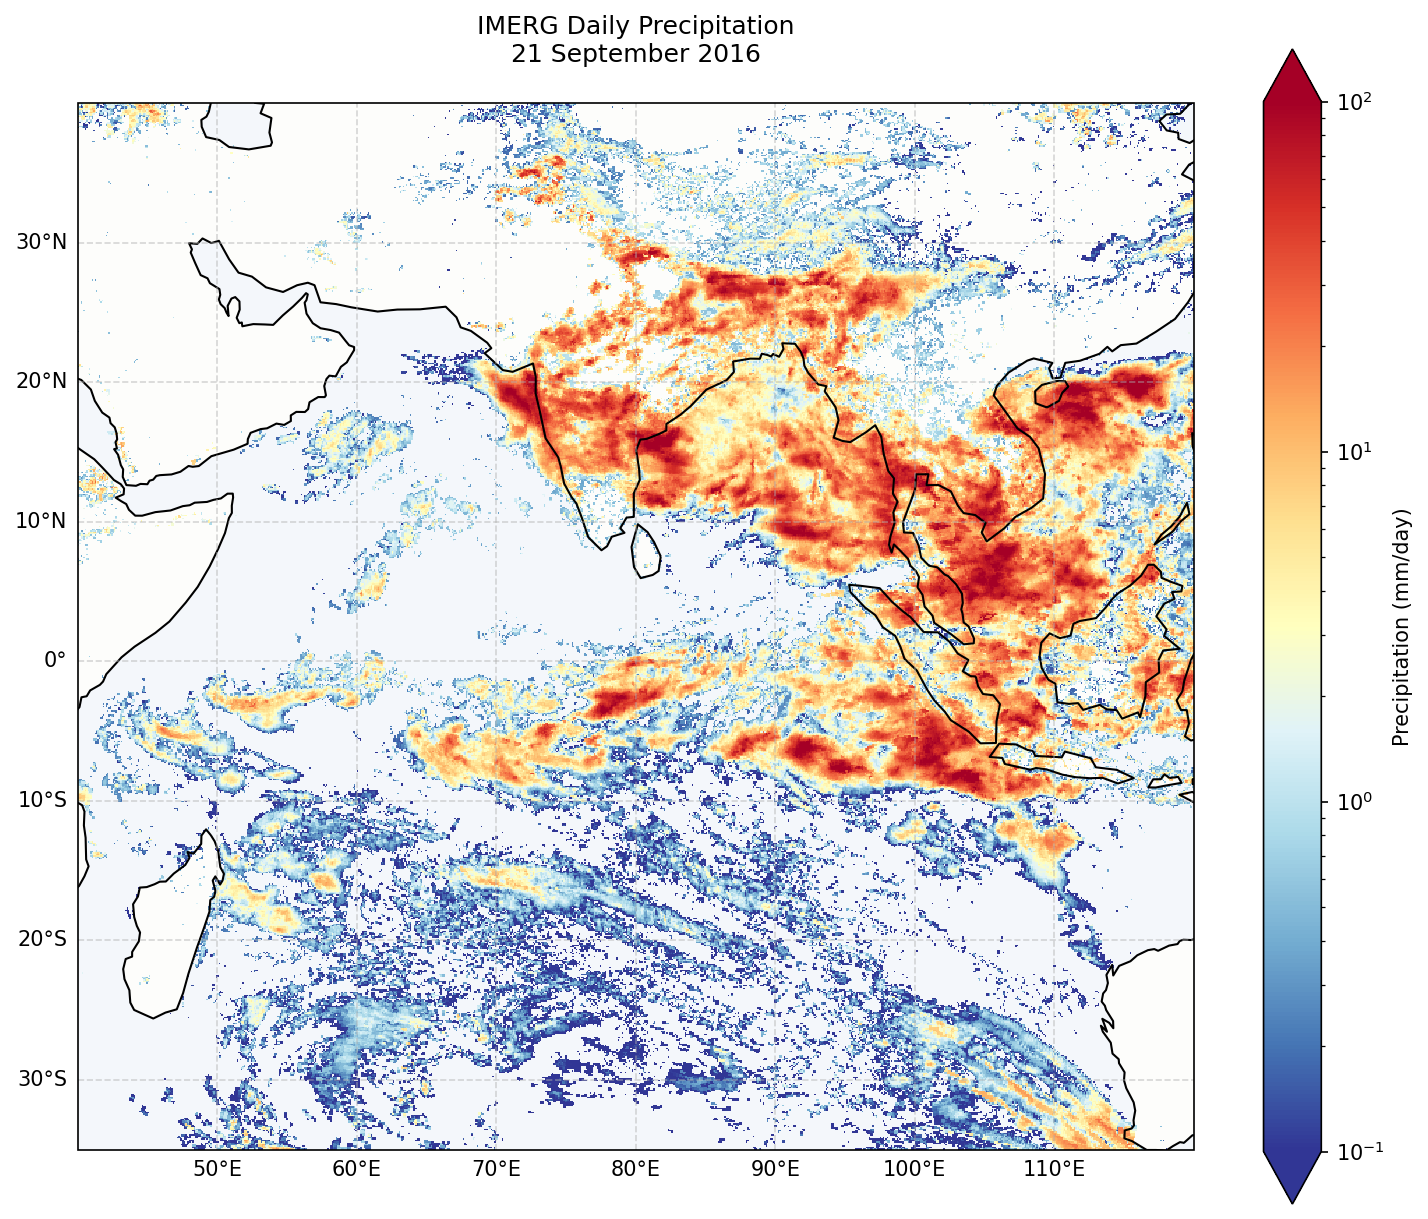 IMERG Daily Precipitation
21 September 2016
30°N
20°N
10°N
0°
10°S
20°S
30°S
50°E
60°E
70°E
80°E
90°E
100°E
110°E
10²
10¹
10⁰
10⁻¹
Precipitation (mm/day)